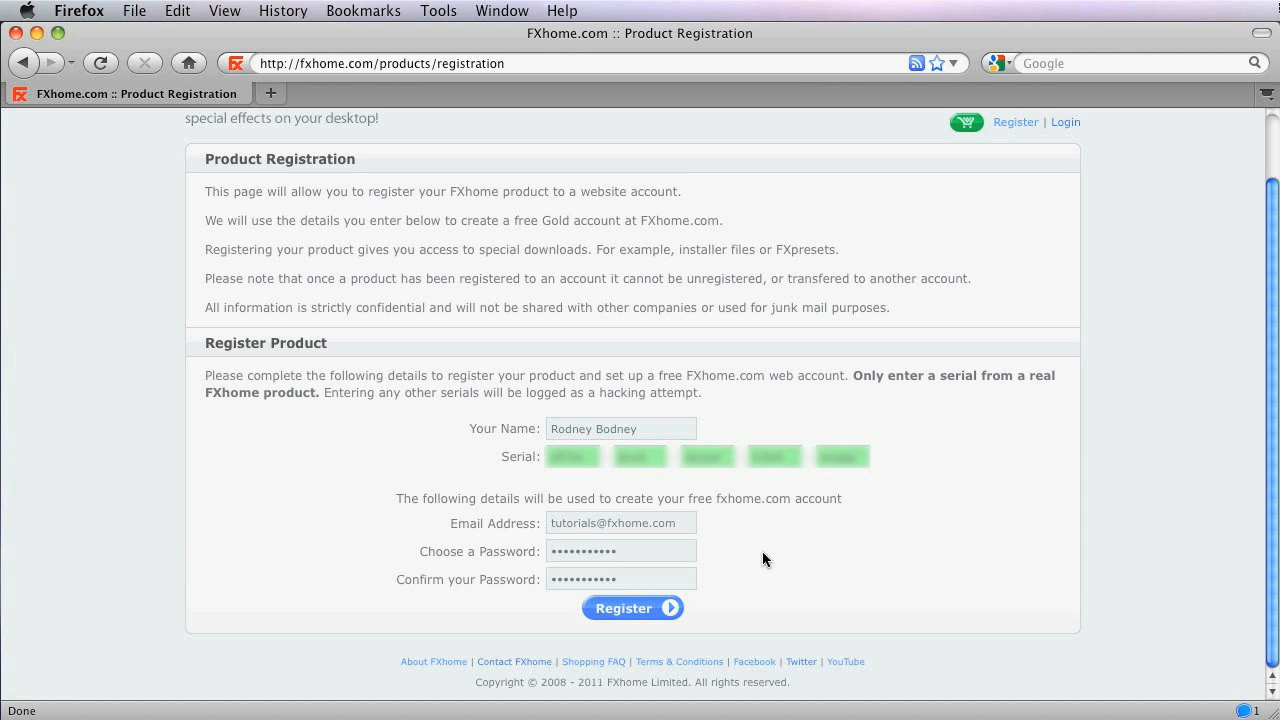 Firefox File Edit View History Bookmarks Tools Window Help
FXhome.com :: Product Registration
http://fxhome.com/products/registration
Google
FXhome.com :: Product Registration
special effects on your desktop!
Register | Login
Product Registration
This page will allow you to register your FXhome product to a website account.
We will use the details you enter below to create a free Gold account at FXhome.com.
Registering your product gives you access to special downloads. For example, installer files or FXpresets.
Please note that once a product has been registered to an account it cannot be unregistered, or transfered to another account.
All information is strictly confidential and will not be shared with other companies or used for junk mail purposes.
Register Product
Please complete the following details to register your product and set up a free FXhome.com web account. Only enter a serial from a real
FXhome product. Entering any other serials will be logged as a hacking attempt.
Your Name: Rodney Bodney
Serial:
The following details will be used to create your free fxhome.com account
Email Address: tutorials@fxhome.com
Choose a Password: •••••••••••
Confirm your Password: •••••••••••
Register
About FXhome | Contact FXhome | Shopping FAQ | Terms & Conditions | Facebook | Twitter | YouTube
Copyright © 2008 - 2011 FXhome Limited. All rights reserved.
Done
1